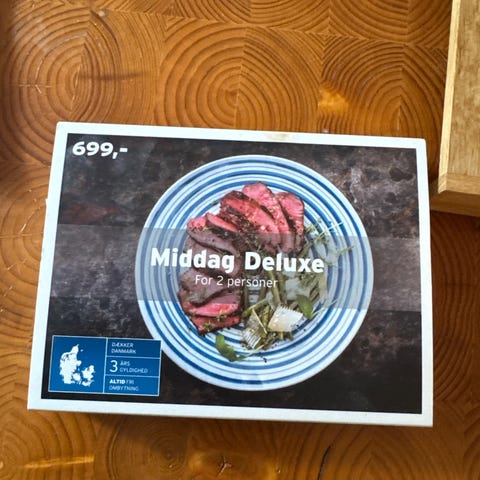 699,-
Middag Deluxe
For 2 personer
DÆKKER
DANMARK
3 ÅRS
GYLDIGHED
ALTID FRI
OMBYTNING